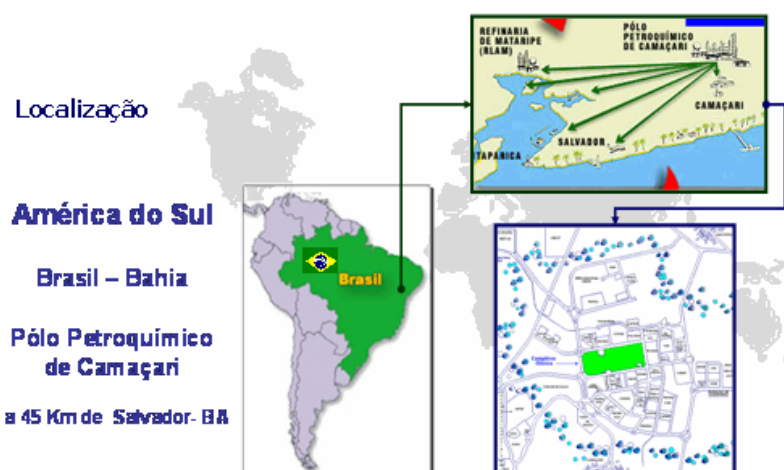 Localização
América do Sul
Brasil – Bahia
Pólo Petroquímico
de Camaçari
a 45 Km de Salvador- BA
Brasil
REFINARIA
DE MATARIPE
(RLAM)
PÓLO
PETROQUÍMICO
DE CAMAÇARI
CAMAÇARI
SALVADOR
ITAPARICA